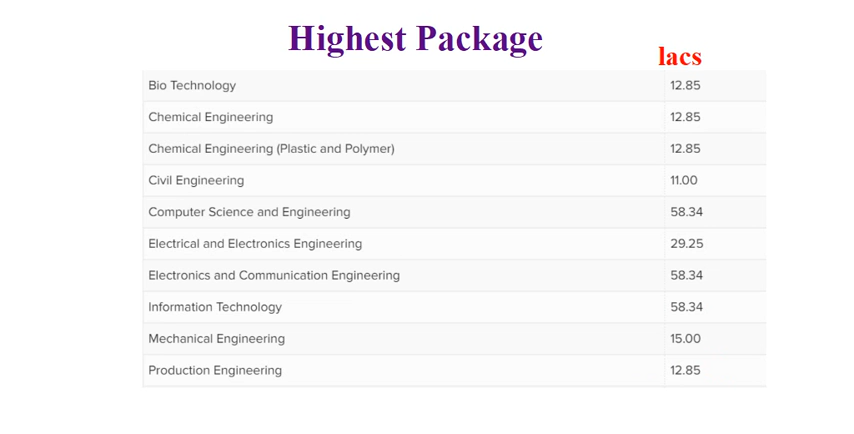 Highest Package
lacs
Bio Technology 12.85
Chemical Engineering 12.85
Chemical Engineering (Plastic and Polymer) 12.85
Civil Engineering 11.00
Computer Science and Engineering 58.34
Electrical and Electronics Engineering 29.25
Electronics and Communication Engineering 58.34
Information Technology 58.34
Mechanical Engineering 15.00
Production Engineering 12.85